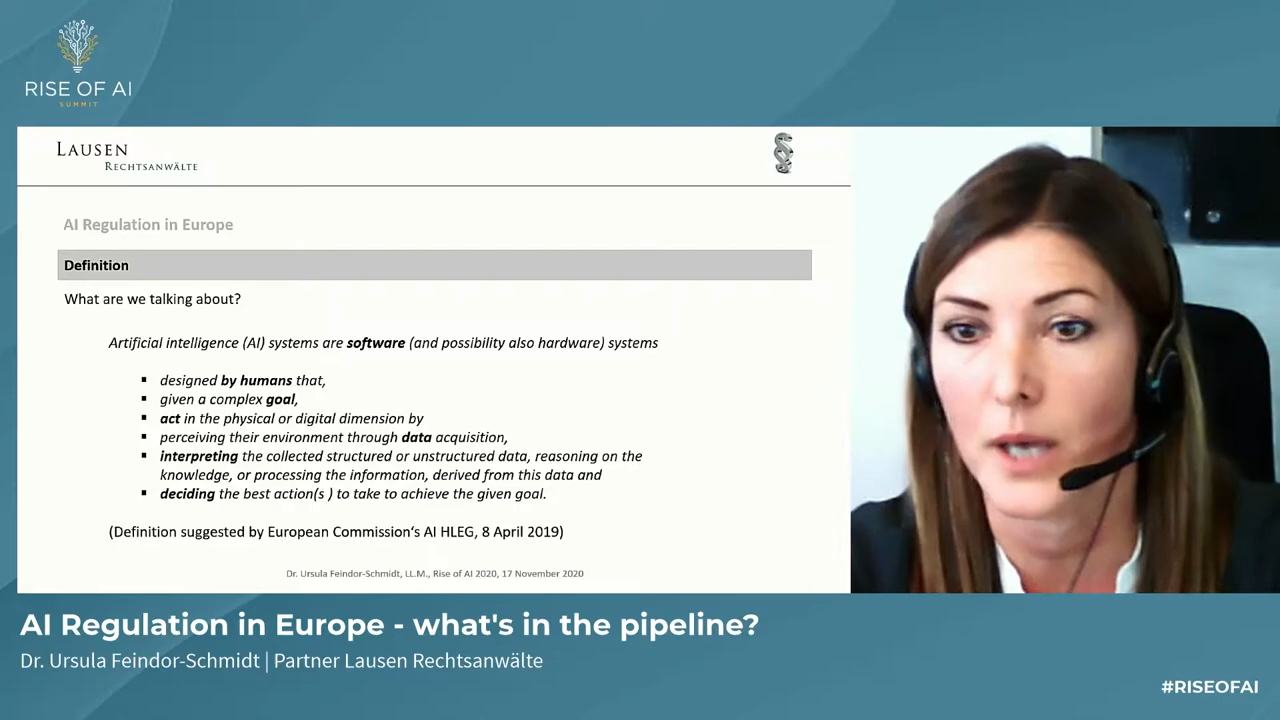 RISE OF AI
SUMMIT
LAUSEN
RECHTSANWÄLTE
AI Regulation in Europe
Definition
What are we talking about?
Artificial intelligence (AI) systems are software (and possibility also hardware) systems
▪ designed by humans that,
▪ given a complex goal,
▪ act in the physical or digital dimension by
▪ perceiving their environment through data acquisition,
▪ interpreting the collected structured or unstructured data, reasoning on the
knowledge, or processing the information, derived from this data and
▪ deciding the best action(s ) to take to achieve the given goal.
(Definition suggested by European Commission‘s AI HLEG, 8 April 2019)
Dr. Ursula Feindor-Schmidt, LL.M., Rise of AI 2020, 17 November 2020
AI Regulation in Europe - what's in the pipeline?
Dr. Ursula Feindor-Schmidt | Partner Lausen Rechtsanwälte
#RISEOFAI